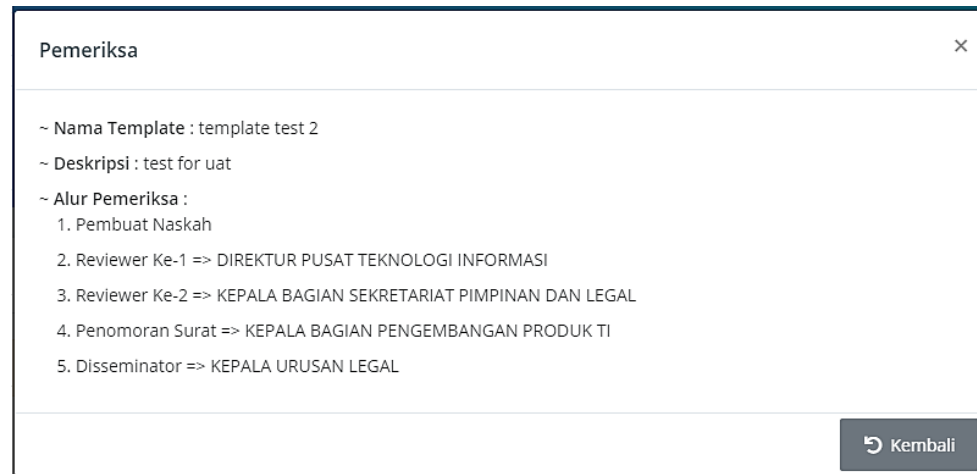 Pemeriksa ×
~ Nama Template : template test 2
~ Deskripsi : test for uat
~ Alur Pemeriksa :
1. Pembuat Naskah
2. Reviewer Ke-1 => DIREKTUR PUSAT TEKNOLOGI INFORMASI
3. Reviewer Ke-2 => KEPALA BAGIAN SEKRETARIAT PIMPINAN DAN LEGAL
4. Penomoran Surat => KEPALA BAGIAN PENGEMBANGAN PRODUK TI
5. Disseminator => KEPALA URUSAN LEGAL
Kembali